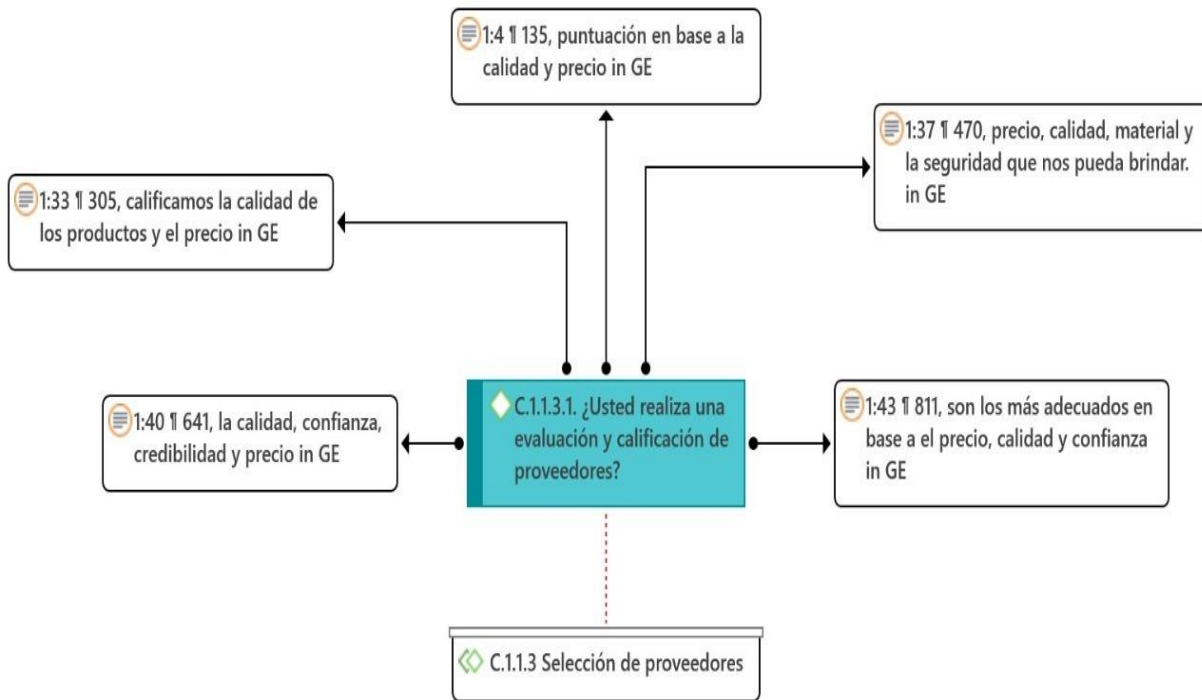 1:4 ¶ 135, puntuación en base a la
calidad y precio in GE
1:37 ¶ 470, precio, calidad, material y
la seguridad que nos pueda brindar.
in GE
1:33 ¶ 305, calificamos la calidad de
los productos y el precio in GE
1:40 ¶ 641, la calidad, confianza,
credibilidad y precio in GE
C.1.1.3.1. ¿Usted realiza una
evaluación y calificación de
proveedores?
1:43 ¶ 811, son los más adecuados en
base a el precio, calidad y confianza
in GE
C.1.1.3 Selección de proveedores